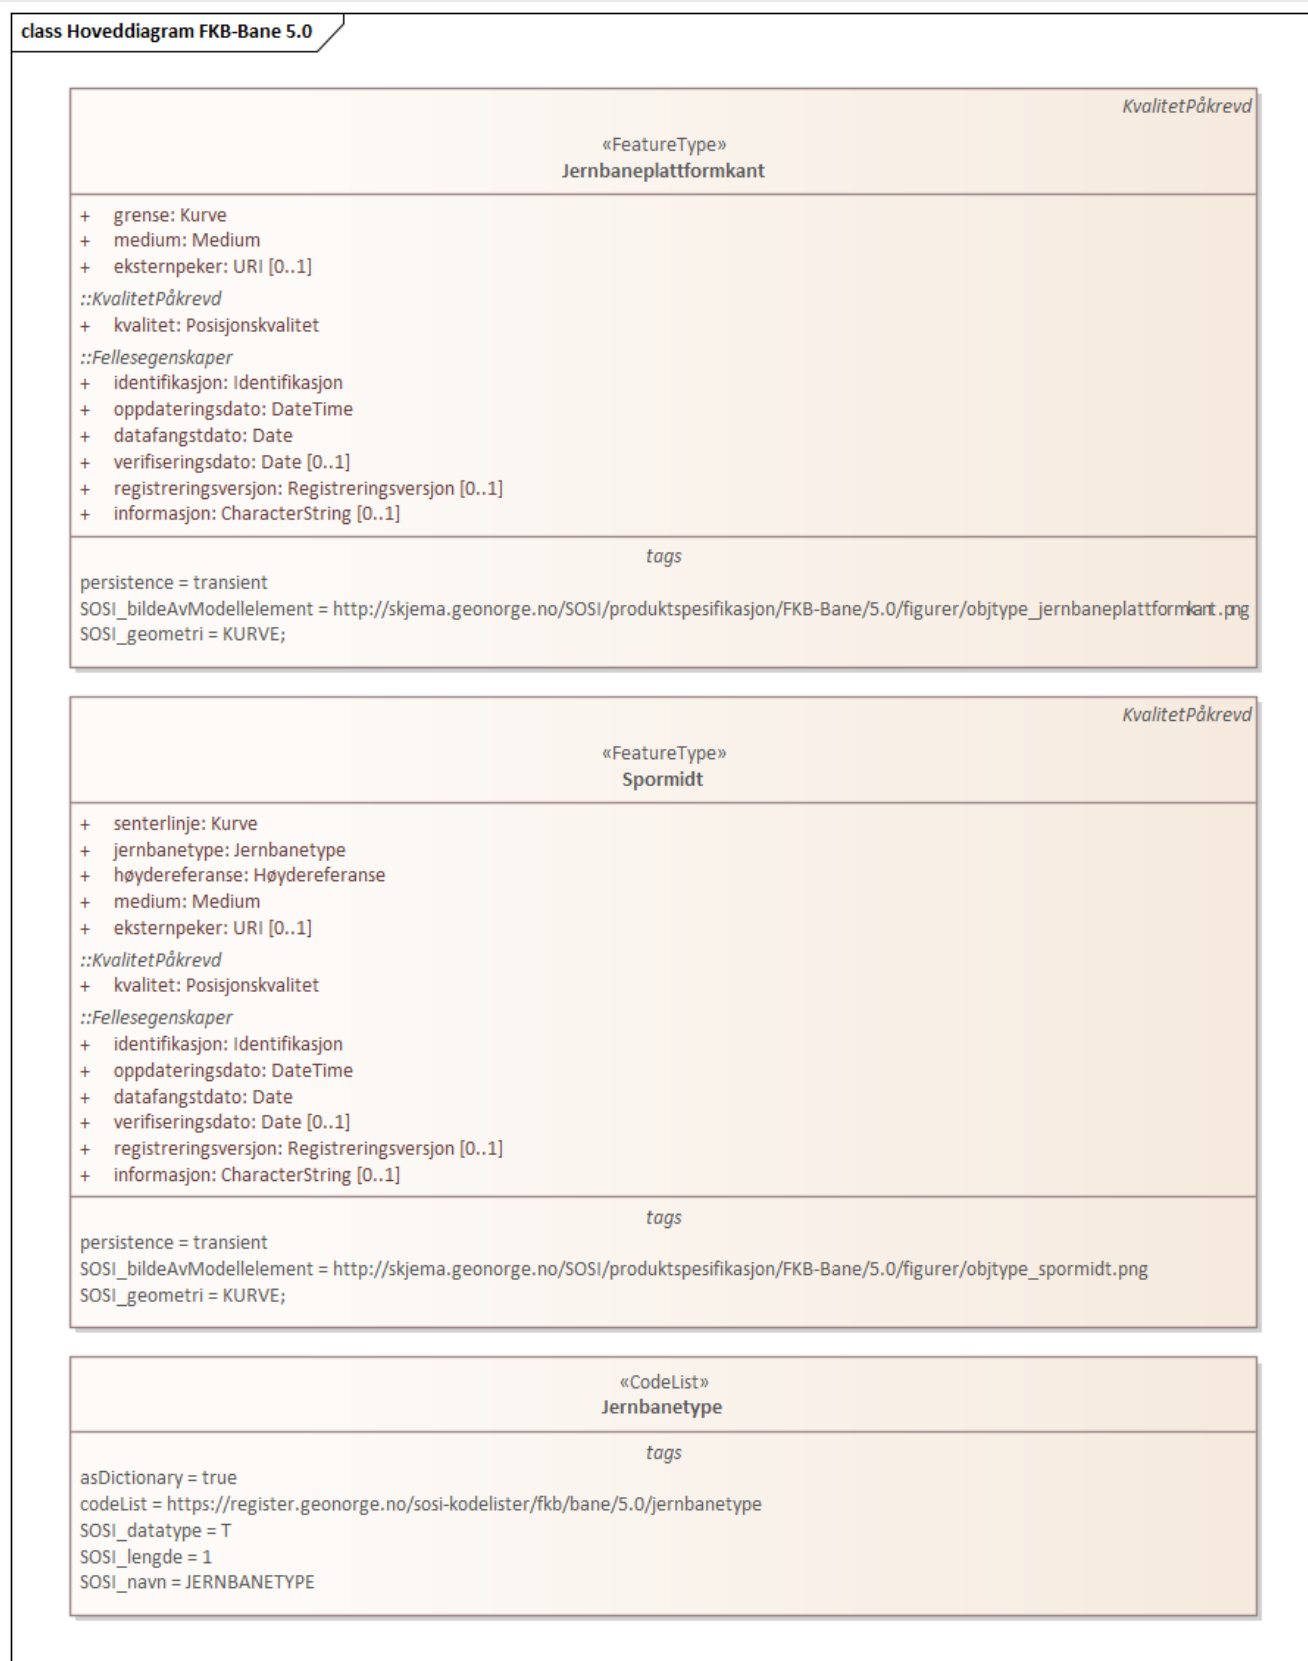 class Hoveddiagram FKB-Bane 5.0
KvalitetPåkrevd
«FeatureType»
Jernbaneplattformkant
+ grense: Kurve
+ medium: Medium
+ eksternpeker: URI [0..1]
::KvalitetPåkrevd
+ kvalitet: Posisjonskvalitet
::Fellesegenskaper
+ identifikasjon: Identifikasjon
+ oppdateringsdato: DateTime
+ datafangstdato: Date
+ verifiseringsdato: Date [0..1]
+ registreringsversjon: Registreringsversjon [0..1]
+ informasjon: CharacterString [0..1]
tags
persistence = transient
SOSI_bildeAvModellelement = http://skjema.geonorge.no/SOSI/produktspesifikasjon/FKB-Bane/5.0/figurer/objtype_jernbaneplattformkant.png
SOSI_geometri = KURVE;
KvalitetPåkrevd
«FeatureType»
Spormidt
+ senterlinje: Kurve
+ jernbanetype: Jernbanetype
+ høydereferanse: Høydereferanse
+ medium: Medium
+ eksternpeker: URI [0..1]
::KvalitetPåkrevd
+ kvalitet: Posisjonskvalitet
::Fellesegenskaper
+ identifikasjon: Identifikasjon
+ oppdateringsdato: DateTime
+ datafangstdato: Date
+ verifiseringsdato: Date [0..1]
+ registreringsversjon: Registreringsversjon [0..1]
+ informasjon: CharacterString [0..1]
tags
persistence = transient
SOSI_bildeAvModellelement = http://skjema.geonorge.no/SOSI/produktspesifikasjon/FKB-Bane/5.0/figurer/objtype_spormidt.png
SOSI_geometri = KURVE;
«CodeList»
Jernbanetype
tags
asDictionary = true
codeList = https://register.geonorge.no/sosi-kodelister/fkb/bane/5.0/jernbanetype
SOSI_datatype = T
SOSI_lengde = 1
SOSI_navn = JERNBANETYPE